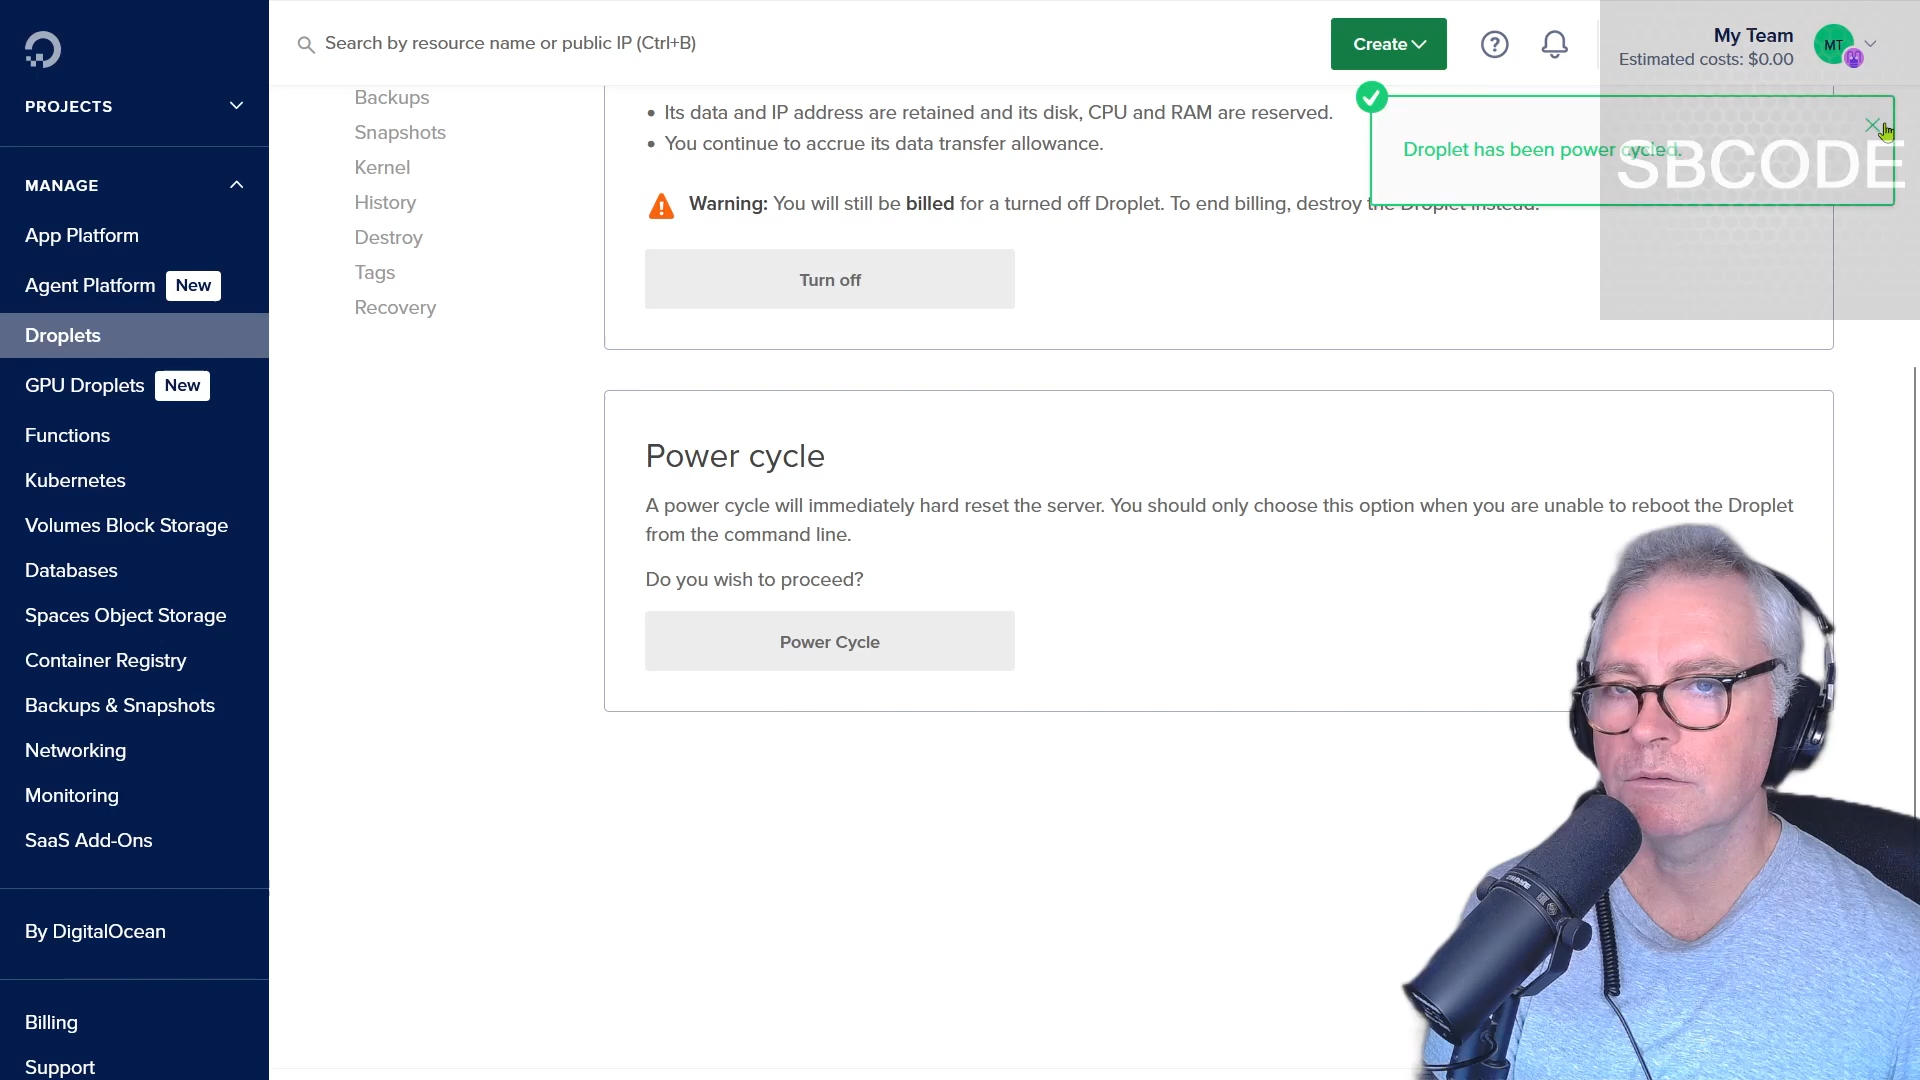 Search by resource name or public IP (Ctrl+B)
Create
My Team
Estimated costs: $0.00
MT
PROJECTS
MANAGE
App Platform
Agent Platform New
Droplets
GPU Droplets New
Functions
Kubernetes
Volumes Block Storage
Databases
Spaces Object Storage
Container Registry
Backups & Snapshots
Networking
Monitoring
SaaS Add-Ons
By DigitalOcean
Billing
Support
Backups
Snapshots
Kernel
History
Destroy
Tags
Recovery
• Its data and IP address are retained and its disk, CPU and RAM are reserved.
• You continue to accrue its data transfer allowance.
Warning: You will still be billed for a turned off Droplet. To end billing, destroy the Droplet instead.
Turn off
Droplet has been power cycled.
SBCODE
Power cycle
A power cycle will immediately hard reset the server. You should only choose this option when you are unable to reboot the Droplet
from the command line.
Do you wish to proceed?
Power Cycle